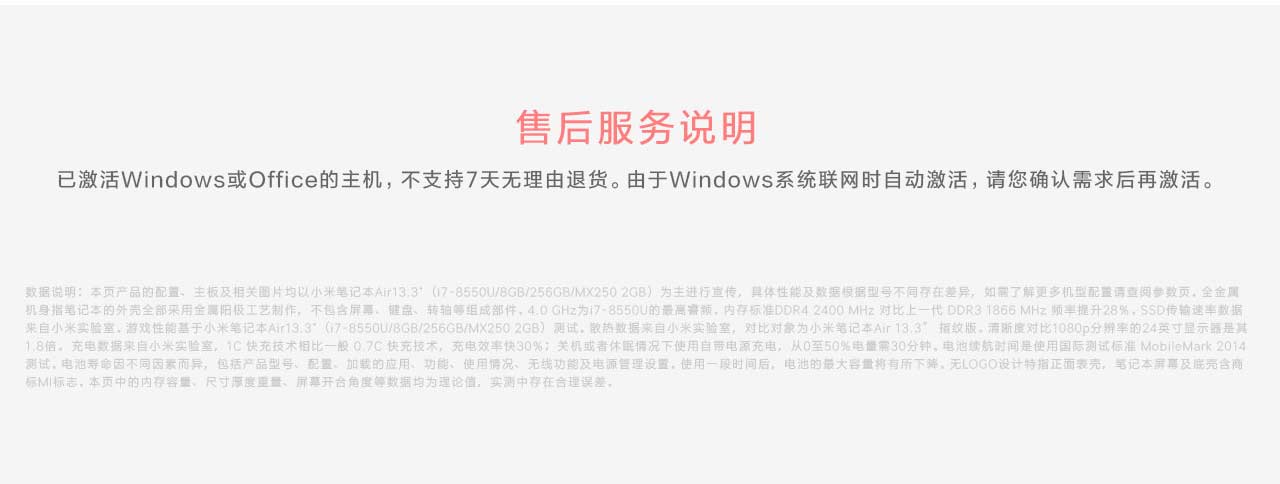 售后服务说明
已激活Windows或Office的主机，不支持7天无理由退货。由于Windows系统联网时自动激活，请您确认需求后再激活。
数据说明：本页产品的配置、主板及相关图片均以小米笔记本Air13.3"（i7-8550U/8GB/256GB/MX250 2GB）为主进行宣传，具体性能及数据根据型号不同存在差异，如需了解更多机型配置请查阅参数页。全金属
机身指笔记本的外壳全部采用金属阳极工艺制作，不包含屏幕、键盘、转轴等组成部件。4.0 GHz为i7-8550U的最高睿频。内存标准DDR4 2400 MHz 对比上一代 DDR3 1866 MHz 频率提升28%。SSD传输速率数据
来自小米实验室。游戏性能基于小米笔记本Air13.3"（i7-8550U/8GB/256GB/MX250 2GB）测试。散热数据来自小米实验室，对比对象为小米笔记本Air 13.3" 指纹版。清晰度对比1080p分辨率的24英寸显示器是其
1.8倍。充电数据来自小米实验室，1C 快充技术相比一般 0.7C 快充技术，充电效率快30%；关机或者休眠情况下使用自带电源充电，从0至50%电量需30分钟。电池续航时间是使用国际测试标准 MobileMark 2014
测试。电池寿命因不同因素而异，包括产品型号、配置、加载的应用、功能、使用情况、无线功能及电源管理设置。使用一段时间后，电池的最大容量将有所下降。无LOGO设计特指正面表壳，笔记本屏幕及底壳含商
标MI标志。本页中的内存容量、尺寸厚度重量、屏幕开合角度等数据均为理论值，实测中存在合理误差。